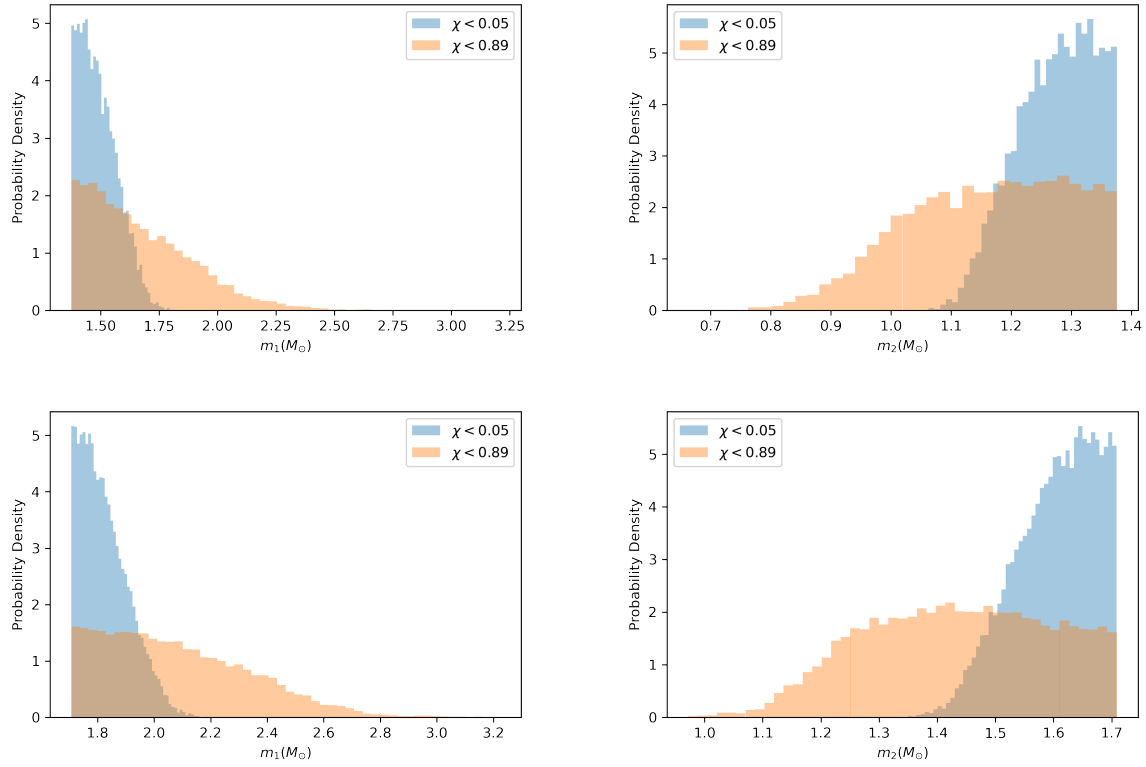 5
4
3
2
1
0
Probability Density
χ < 0.05
χ < 0.89
1.50 1.75 2.00 2.25 2.50 2.75 3.00 3.25
m₁(M⊙)
5
4
3
2
1
0
Probability Density
χ < 0.05
χ < 0.89
0.7 0.8 0.9 1.0 1.1 1.2 1.3 1.4
m₂(M⊙)
5
4
3
2
1
0
Probability Density
χ < 0.05
χ < 0.89
1.8 2.0 2.2 2.4 2.6 2.8 3.0 3.2
m₁(M⊙)
5
4
3
2
1
0
Probability Density
χ < 0.05
χ < 0.89
1.0 1.1 1.2 1.3 1.4 1.5 1.6 1.7
m₂(M⊙)